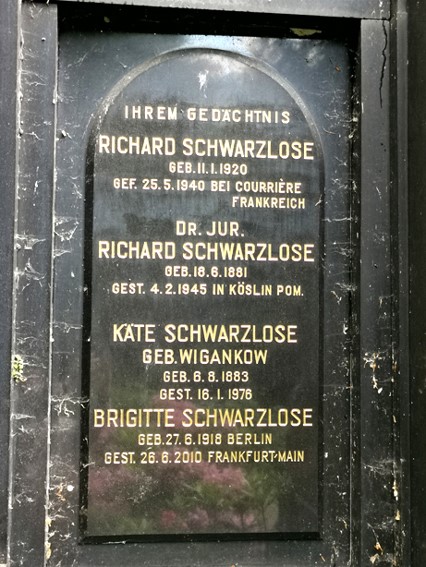 IHREM GEDÄCHTNIS
RICHARD SCHWARZLOSE
GEB.11.1.1920
GEF. 25.5.1940 BEI COURRIÈRE
FRANKREICH
DR. JUR.
RICHARD SCHWARZLOSE
GEB.18.6.1881
GEST. 4.2.1945 IN KÖSLIN POM.
KÄTE SCHWARZLOSE
GEB.WIGANKOW
GEB. 6.8.1883
GEST. 16.1.1976
BRIGITTE SCHWARZLOSE
GEB.27.6.1918 BERLIN
GEST. 26.6.2010 FRANKFURT·MAIN